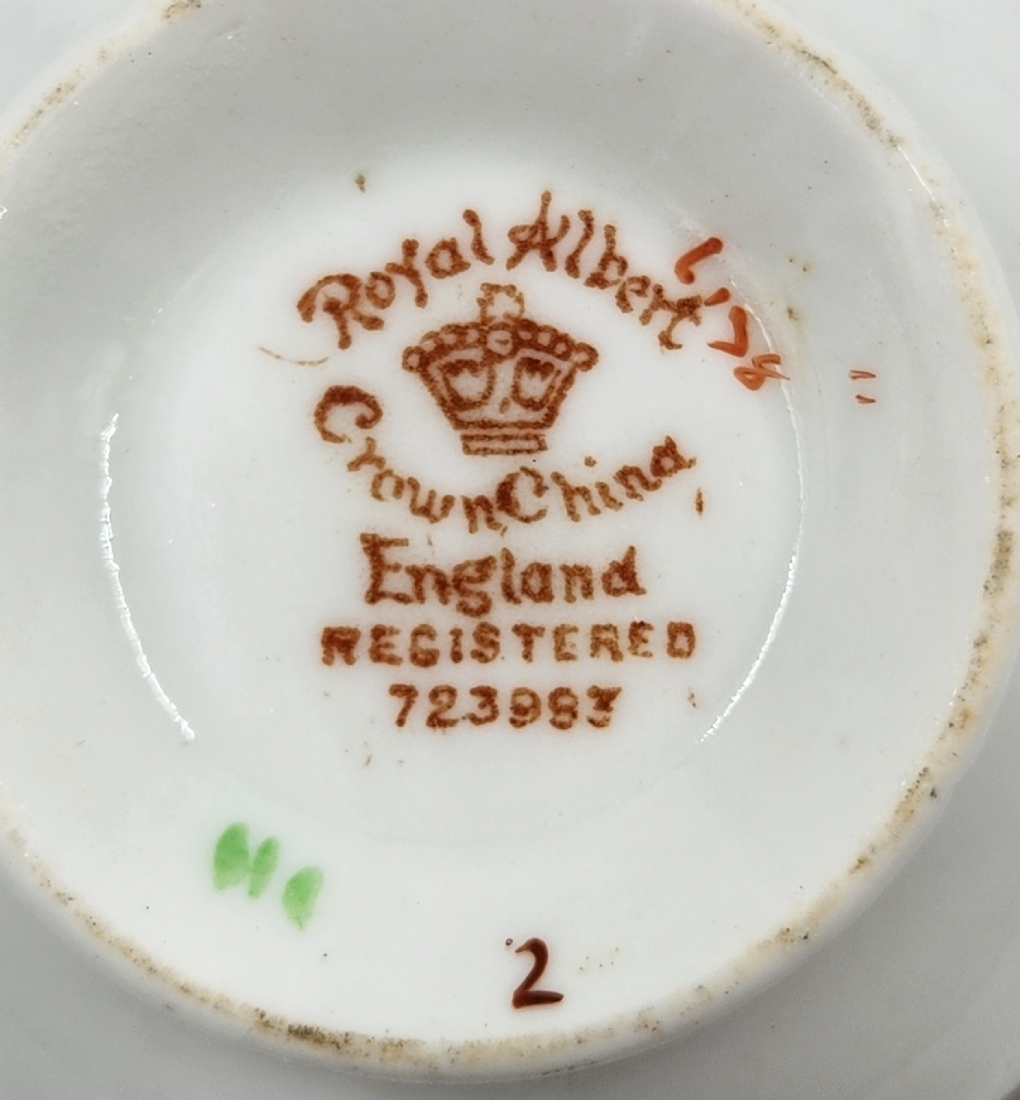 Royal Albert
Crown China
England
REGISTERED
723983
2